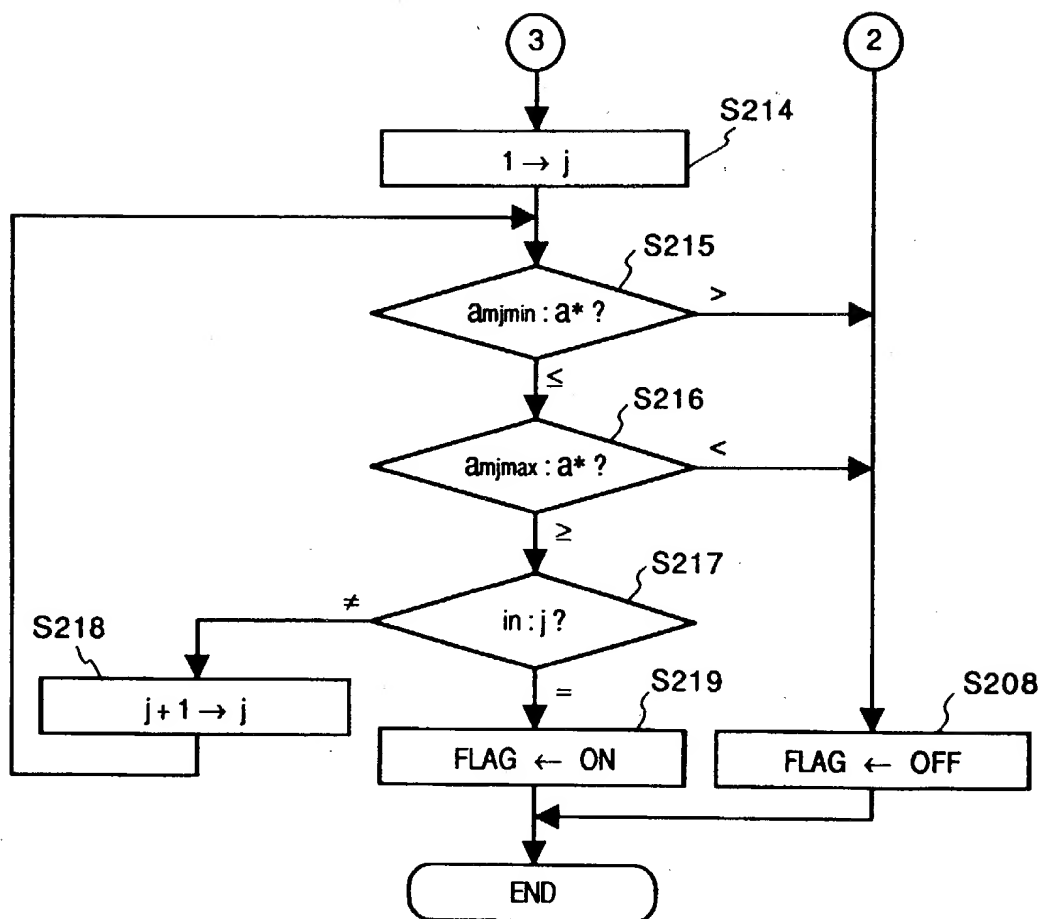 3
2
S214
1 → j
S215
amjmin : a* ?
>
≤
S216
amjmax : a* ?
<
≥
S217
in : j ?
≠
S218
j + 1 → j
=
S219
FLAG ← ON
S208
FLAG ← OFF
END